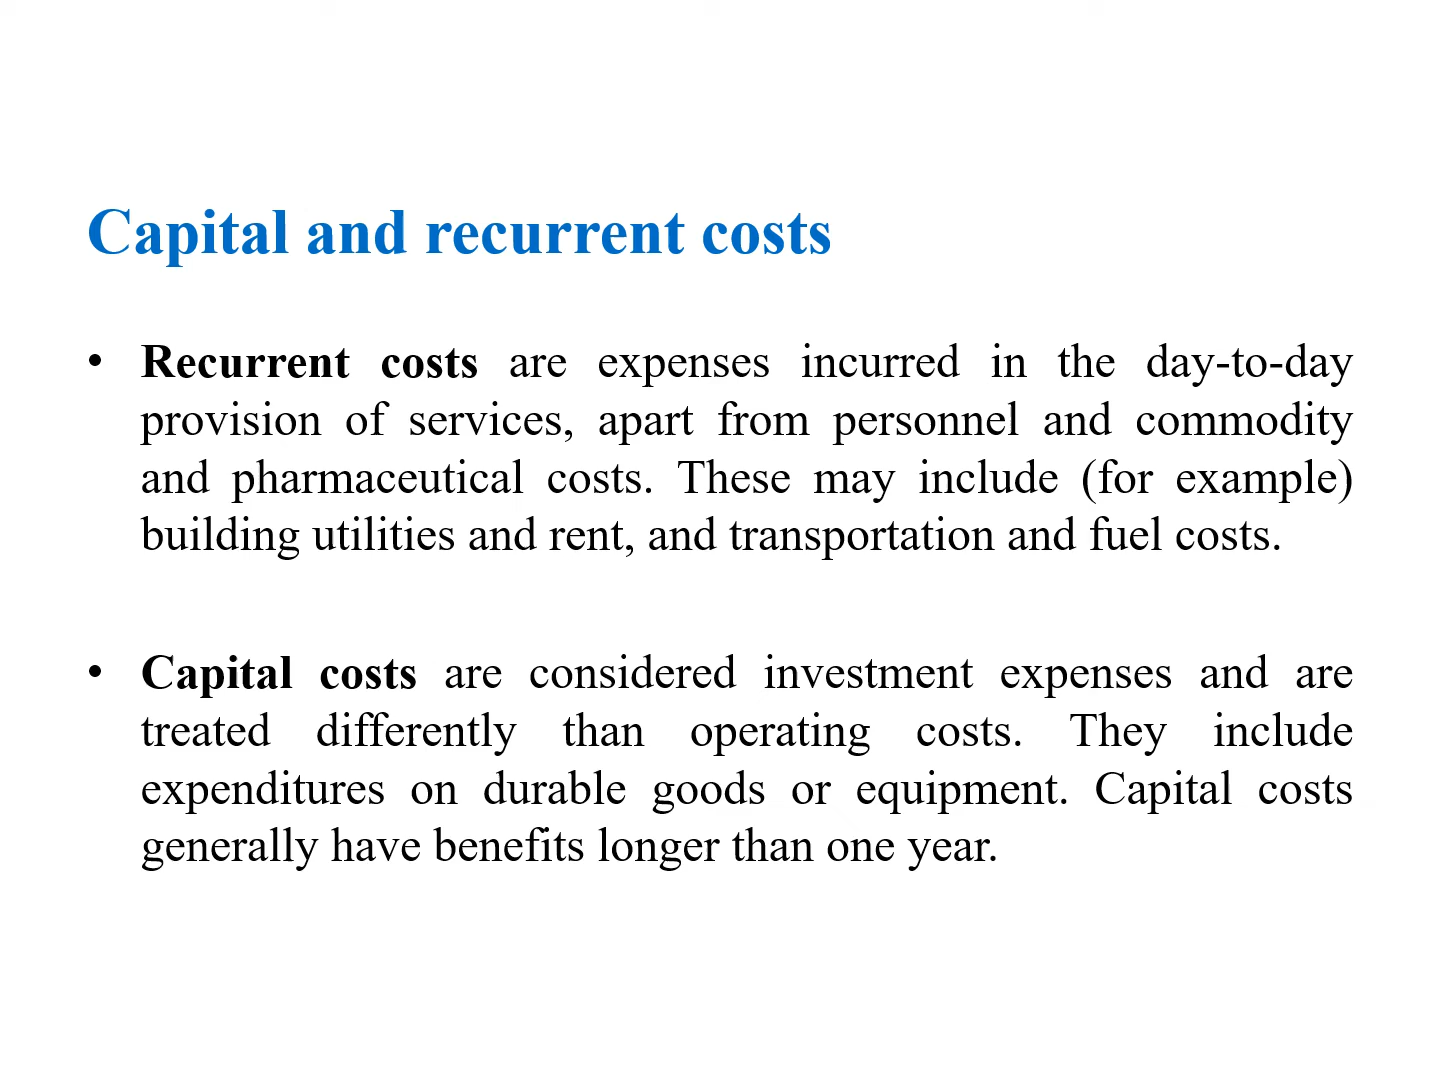 Capital and recurrent costs
• Recurrent costs are expenses incurred in the day-to-day
provision of services, apart from personnel and commodity
and pharmaceutical costs. These may include (for example)
building utilities and rent, and transportation and fuel costs.
• Capital costs are considered investment expenses and are
treated differently than operating costs. They include
expenditures on durable goods or equipment. Capital costs
generally have benefits longer than one year.